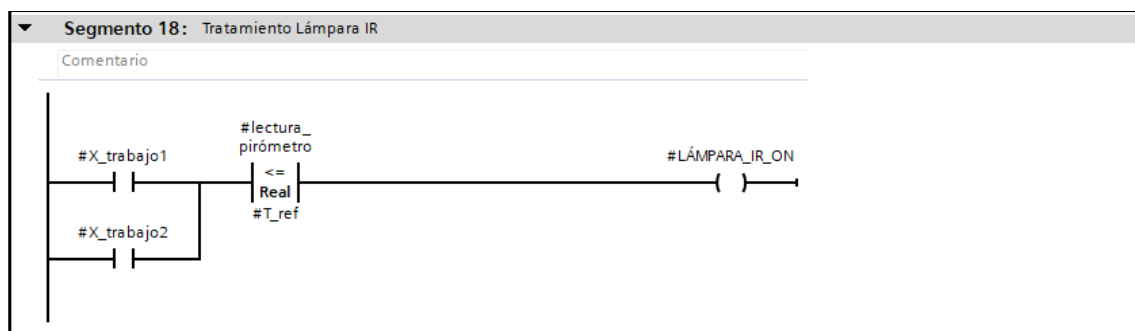 Segmento 18: Tratamiento Lámpara IR
Comentario
#lectura_
pirómetro
#X_trabajo1
#LÁMPARA_IR_ON
<=
Real
#T_ref
#X_trabajo2